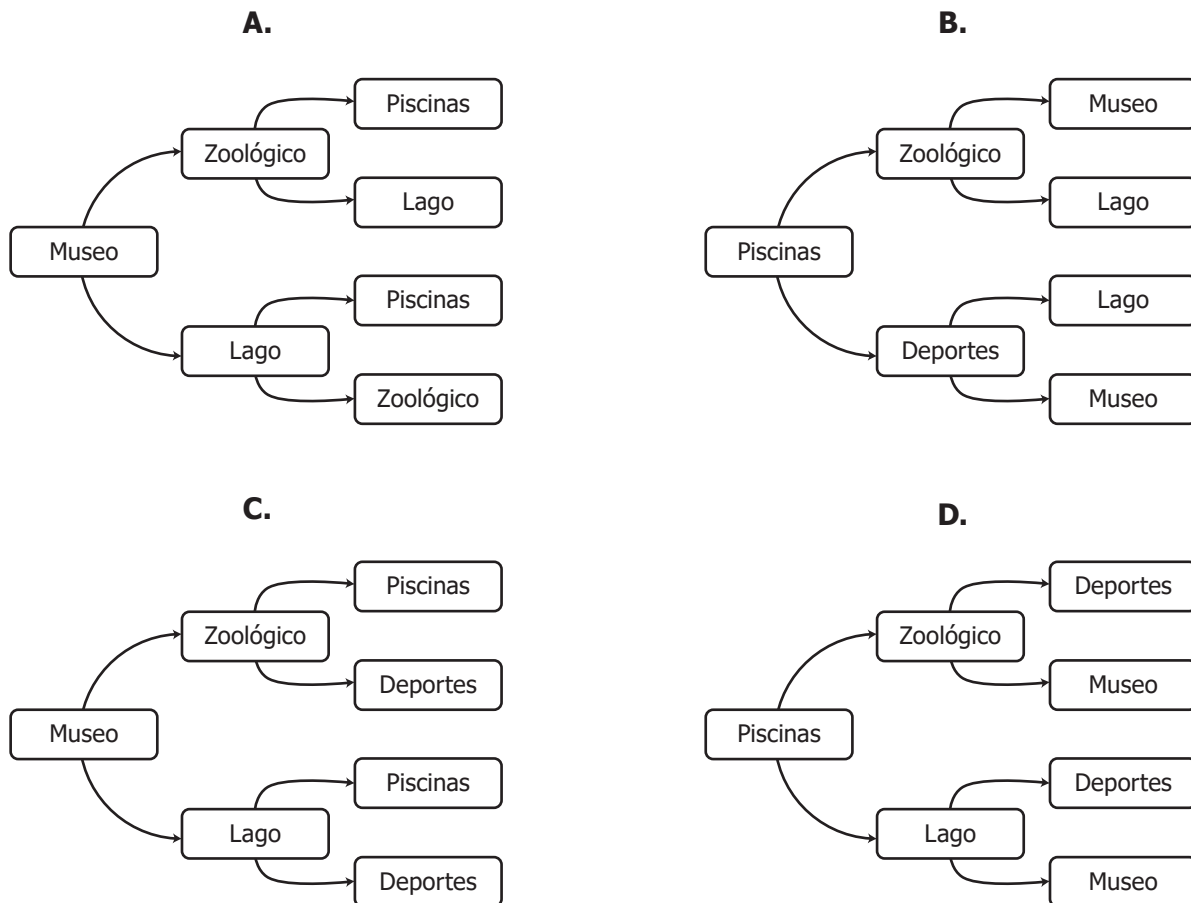 A.
Museo
Zoológico
Piscinas
Lago
Lago
Piscinas
Zoológico
B.
Piscinas
Zoológico
Museo
Lago
Deportes
Lago
Museo
C.
Museo
Zoológico
Piscinas
Deportes
Lago
Piscinas
Deportes
D.
Piscinas
Zoológico
Deportes
Museo
Lago
Deportes
Museo